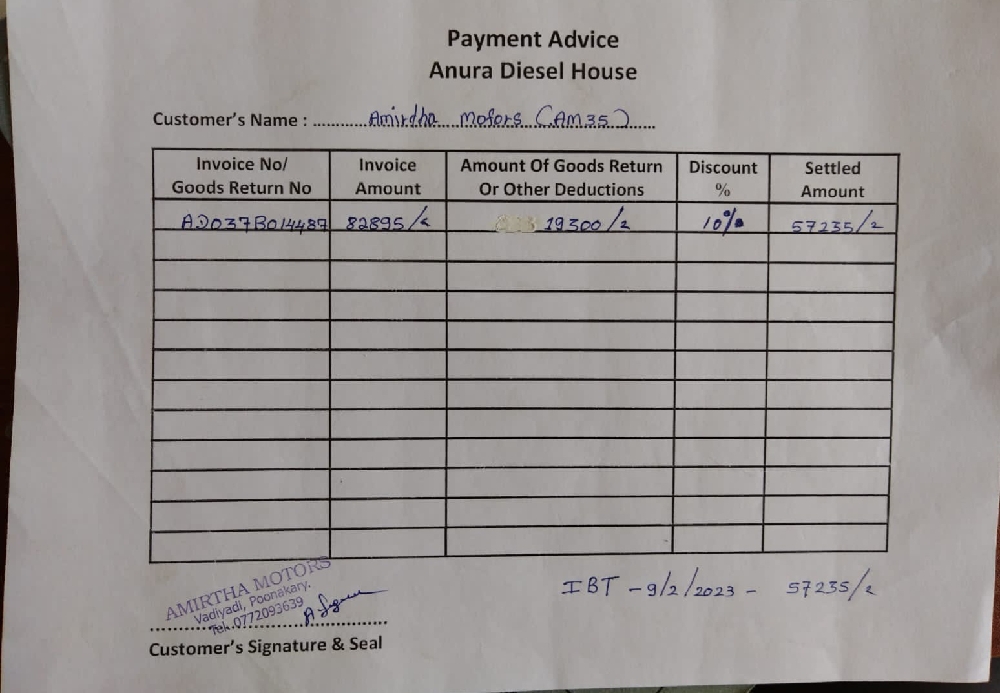 Payment Advice
Anura Diesel House
Customer's Name : ........... Amirdha Motors (AM35) ......
Invoice No/ Goods Return No | Invoice Amount | Amount Of Goods Return Or Other Deductions | Discount % | Settled Amount
AD037B014489 | 82895/= | 19300/= | 10% | 57235/=
IBT - 9/2/2023 - 57235/=
AMIRTHA MOTORS
Vadiyadi, Poonakary.
Tel. 0772093639
Customer's Signature & Seal